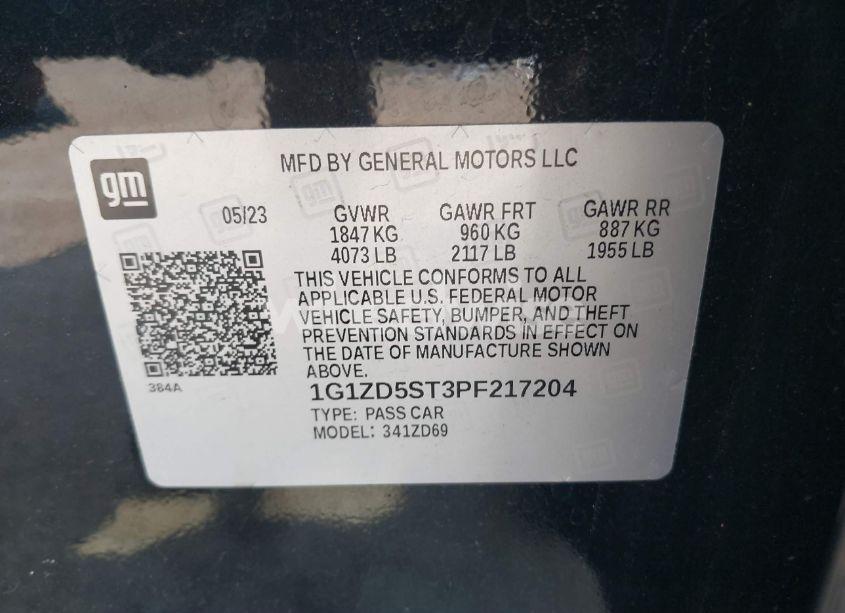 gm
MFD BY GENERAL MOTORS LLC
05/23 GVWR GAWR FRT GAWR RR
1847 KG 960 KG 887 KG
4073 LB 2117 LB 1955 LB
THIS VEHICLE CONFORMS TO ALL
APPLICABLE U.S. FEDERAL MOTOR
VEHICLE SAFETY, BUMPER, AND THEFT
PREVENTION STANDARDS IN EFFECT ON
THE DATE OF MANUFACTURE SHOWN
ABOVE.
384A
1G1ZD5ST3PF217204
TYPE: PASS CAR
MODEL: 341ZD69